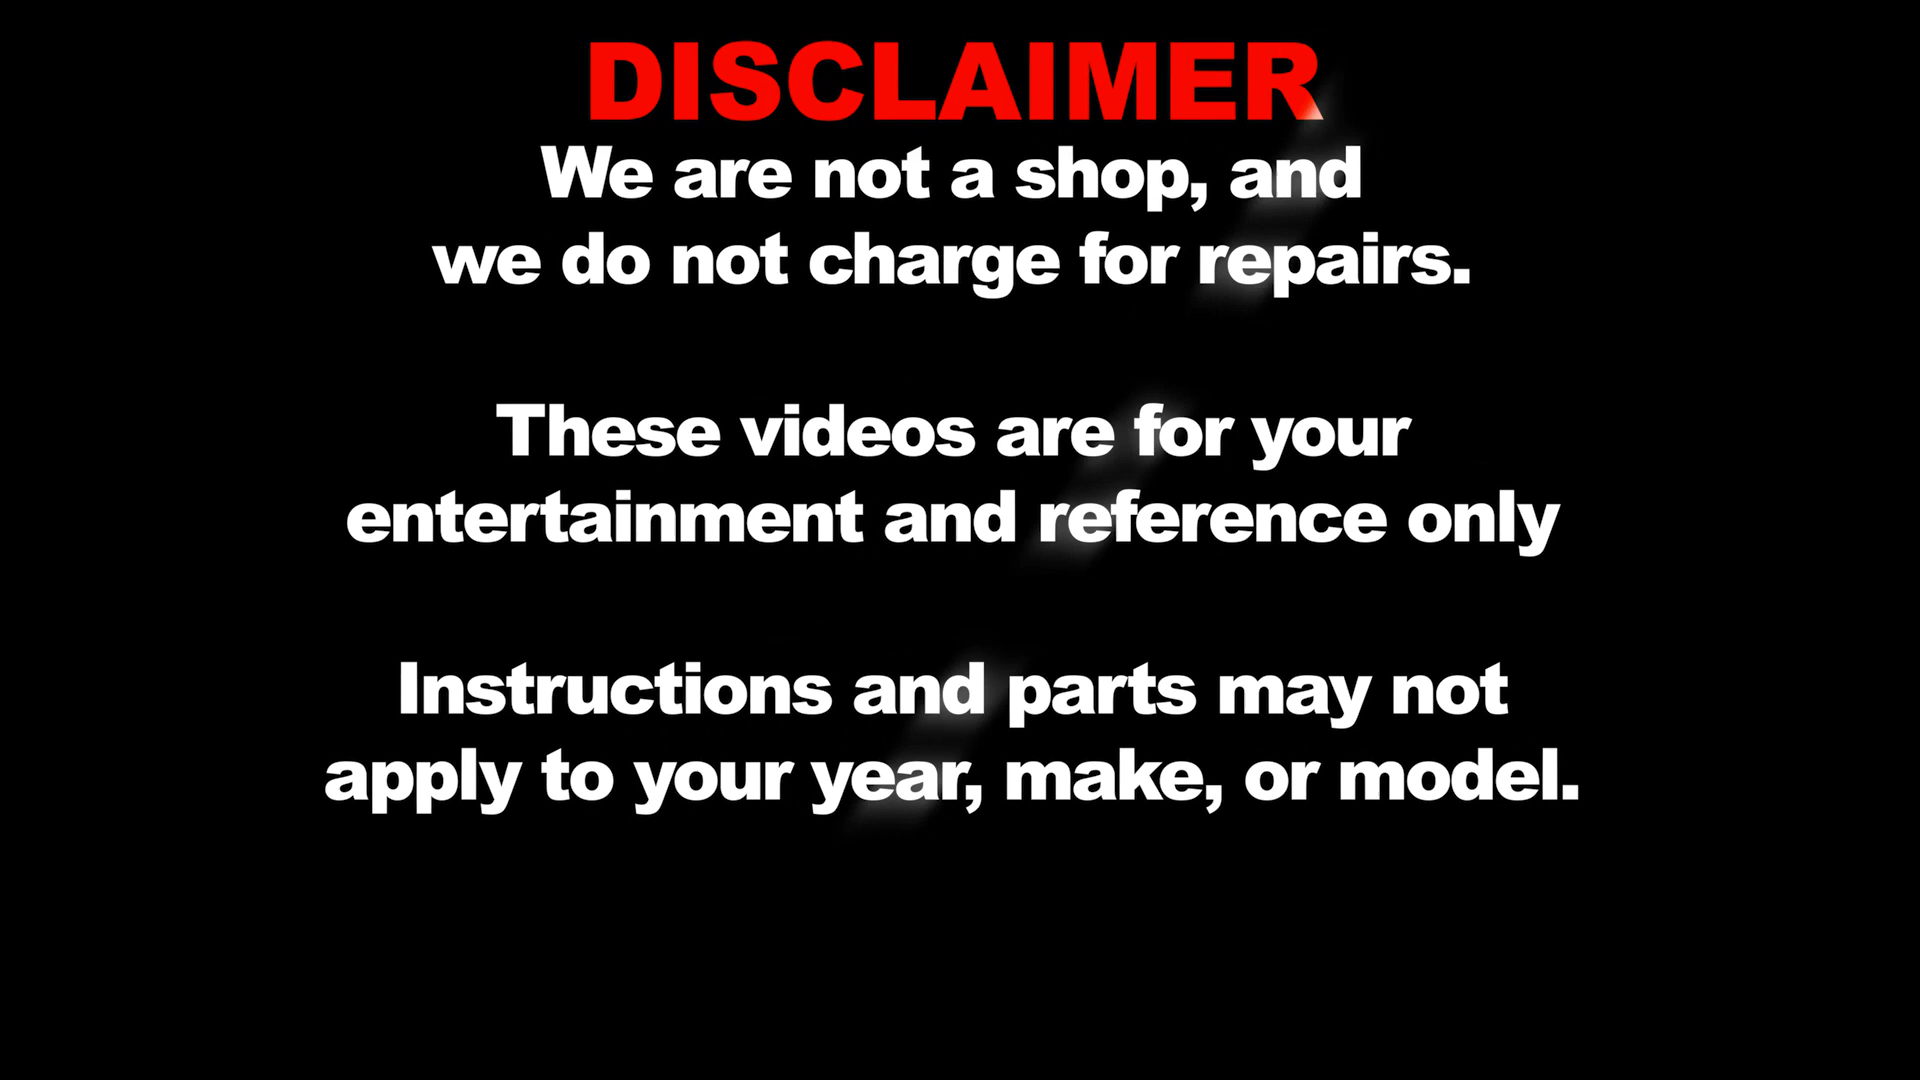 DISCLAIMER
We are not a shop, and
we do not charge for repairs.
These videos are for your
entertainment and reference only
Instructions and parts may not
apply to your year, make, or model.